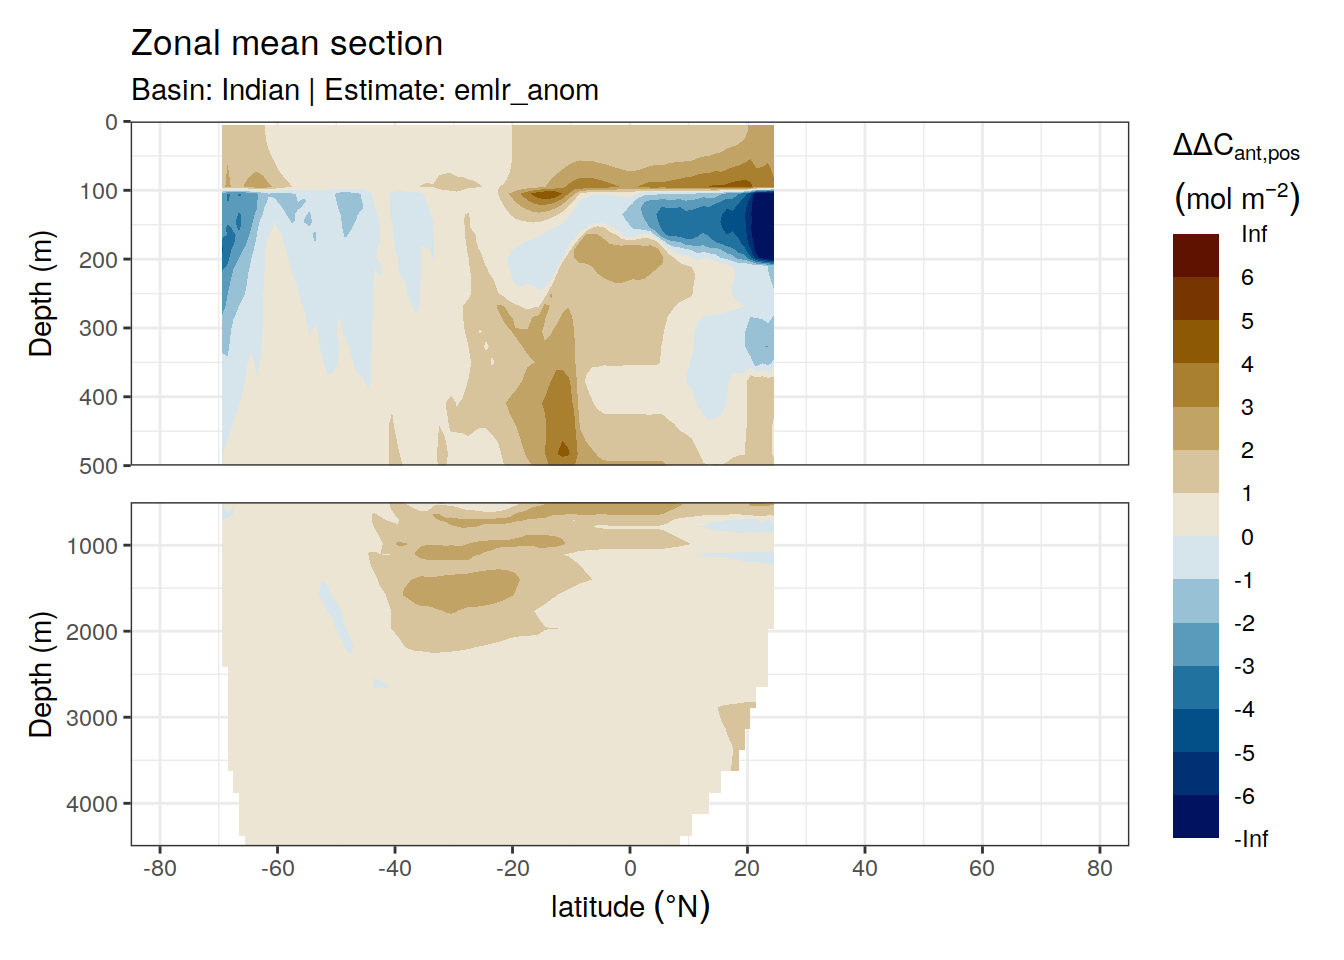 Zonal mean section
Basin: Indian | Estimate: emlr_anom
0
100
200
300
400
500
Depth (m)
1000
2000
3000
4000
Depth (m)
-80 -60 -40 -20 0 20 40 60 80
latitude (°N)
ΔΔC_ant,pos
(mol m⁻²)
Inf
6
5
4
3
2
1
0
-1
-2
-3
-4
-5
-6
-Inf